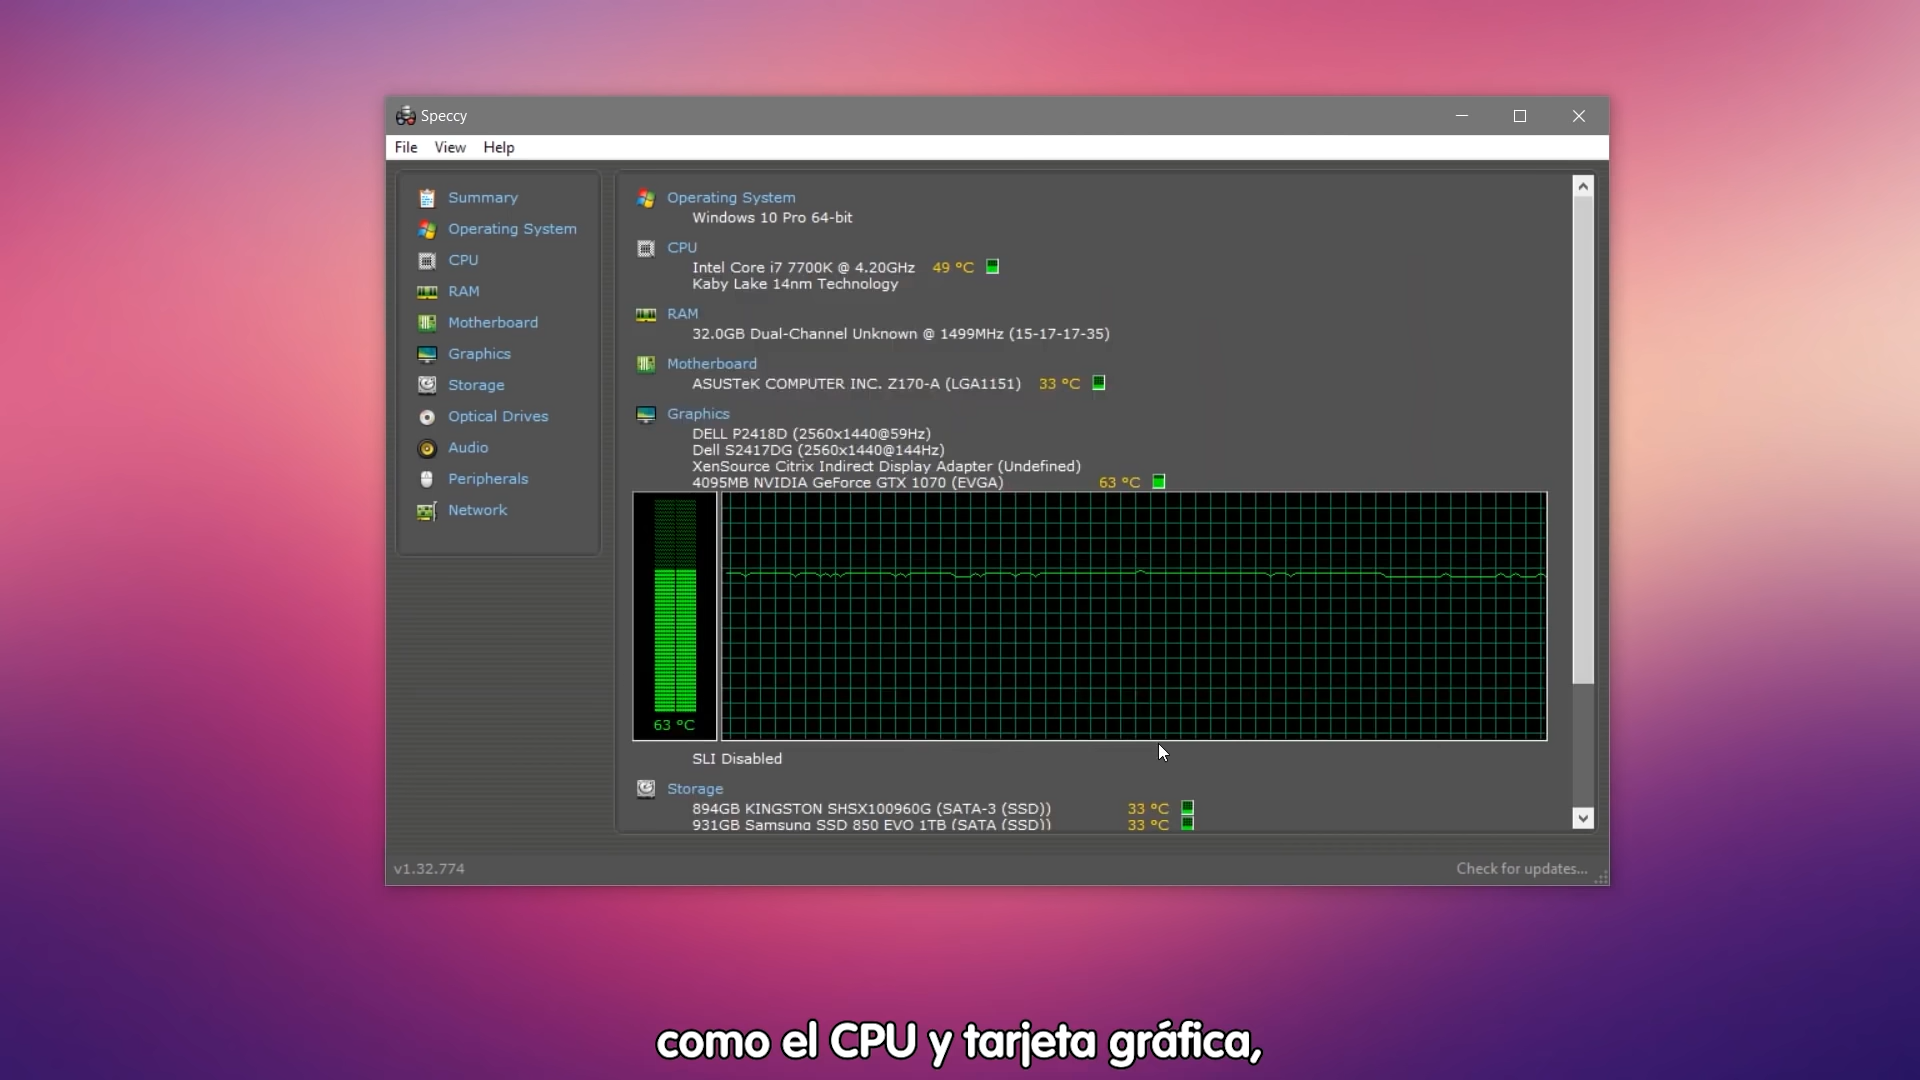 Speccy
File View Help
Summary
Operating System
CPU
RAM
Motherboard
Graphics
Storage
Optical Drives
Audio
Peripherals
Network
Operating System
Windows 10 Pro 64-bit
CPU
Intel Core i7 7700K @ 4.20GHz 49 °C
Kaby Lake 14nm Technology
RAM
32.0GB Dual-Channel Unknown @ 1499MHz (15-17-17-35)
Motherboard
ASUSTeK COMPUTER INC. Z170-A (LGA1151) 33 °C
Graphics
DELL P2418D (2560x1440@59Hz)
Dell S2417DG (2560x1440@144Hz)
XenSource Citrix Indirect Display Adapter (Undefined)
4095MB NVIDIA GeForce GTX 1070 (EVGA) 63 °C
63 °C
SLI Disabled
Storage
894GB KINGSTON SHSX100960G (SATA-3 (SSD)) 33 °C
931GB Samsung SSD 850 EVO 1TB (SATA (SSD)) 33 °C
v1.32.774
Check for updates...
como el CPU y tarjeta gráfica,